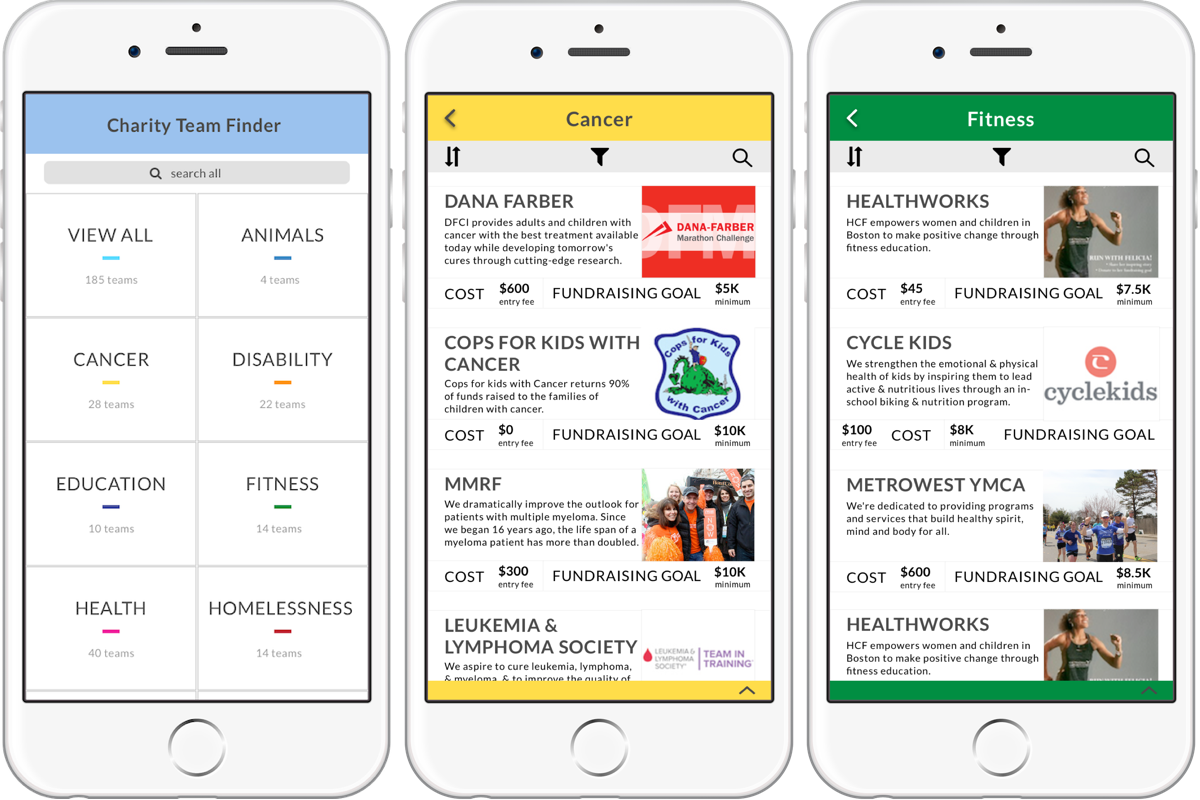 Charity Team Finder
search all
VIEW ALL
185 teams
ANIMALS
4 teams
CANCER
28 teams
DISABILITY
22 teams
EDUCATION
10 teams
FITNESS
14 teams
HEALTH
40 teams
HOMELESSNESS
14 teams
Cancer
DANA FARBER
DFCI provides adults and children with
cancer with the best treatment available
today while developing tomorrow's
cures through cutting-edge research.
DFM
DANA-FARBER
Marathon Challenge
COST
$600
entry fee
FUNDRAISING GOAL
$5K
minimum
COPS FOR KIDS WITH
CANCER
Cops for kids with Cancer returns 90%
of funds raised to the families of
children with cancer.
Cops for Kids
with Cancer
COST
$0
entry fee
FUNDRAISING GOAL
$10K
minimum
MMRF
We dramatically improve the outlook for
patients with multiple myeloma. Since
we began 16 years ago, the life span of a
myeloma patient has more than doubled.
COST
$300
entry fee
FUNDRAISING GOAL
$10K
minimum
LEUKEMIA &
LYMPHOMA SOCIETY
We aspire to cure leukemia, lymphoma,
& myeloma, & to improve the quality of
LEUKEMIA &
LYMPHOMA
SOCIETY®
TEAM IN
TRAINING
Fitness
HEALTHWORKS
HCF empowers women and children in
Boston to make positive change through
fitness education.
RUN WITH FELICIA!
COST
$45
entry fee
FUNDRAISING GOAL
$7.5K
minimum
CYCLE KIDS
We strengthen the emotional & physical
health of kids by inspiring them to lead
active & nutritious lives through an in-
school biking & nutrition program.
cyclekids
$100
entry fee
COST
$8K
minimum
FUNDRAISING GOAL
METROWEST YMCA
We're dedicated to providing programs
and services that build healthy spirit,
mind and body for all.
COST
$600
entry fee
FUNDRAISING GOAL
$8.5K
minimum
HEALTHWORKS
HCF empowers women and children in
Boston to make positive change through
fitness education.